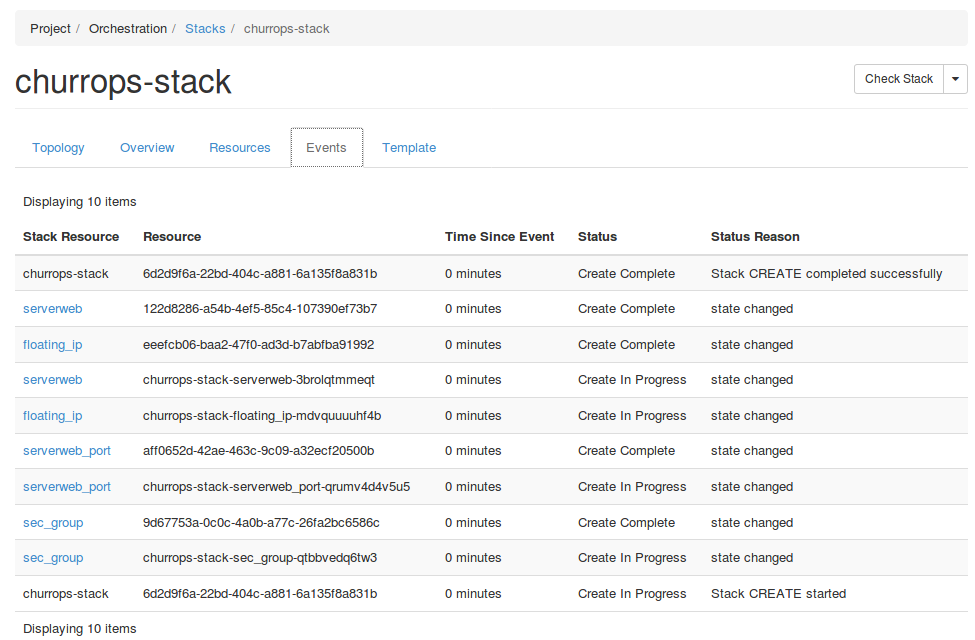 Project / Orchestration / Stacks / churrops-stack
churrops-stack
Check Stack
Topology Overview Resources Events Template
Displaying 10 items
Stack Resource Resource Time Since Event Status Status Reason
churrops-stack 6d2d9f6a-22bd-404c-a881-6a135f8a831b 0 minutes Create Complete Stack CREATE completed successfully
serverweb 122d8286-a54b-4ef5-85c4-107390ef73b7 0 minutes Create Complete state changed
floating_ip eeefcb06-baa2-47f0-ad3d-b7abfba91992 0 minutes Create Complete state changed
serverweb churrops-stack-serverweb-3brolqtmmeqt 0 minutes Create In Progress state changed
floating_ip churrops-stack-floating_ip-mdvquuuuhf4b 0 minutes Create In Progress state changed
serverweb_port aff0652d-42ae-463c-9c09-a32ecf20500b 0 minutes Create Complete state changed
serverweb_port churrops-stack-serverweb_port-qrumv4d4v5u5 0 minutes Create In Progress state changed
sec_group 9d67753a-0c0c-4a0b-a77c-26fa2bc6586c 0 minutes Create Complete state changed
sec_group churrops-stack-sec_group-qtbbvedq6tw3 0 minutes Create In Progress state changed
churrops-stack 6d2d9f6a-22bd-404c-a881-6a135f8a831b 0 minutes Create In Progress Stack CREATE started
Displaying 10 items